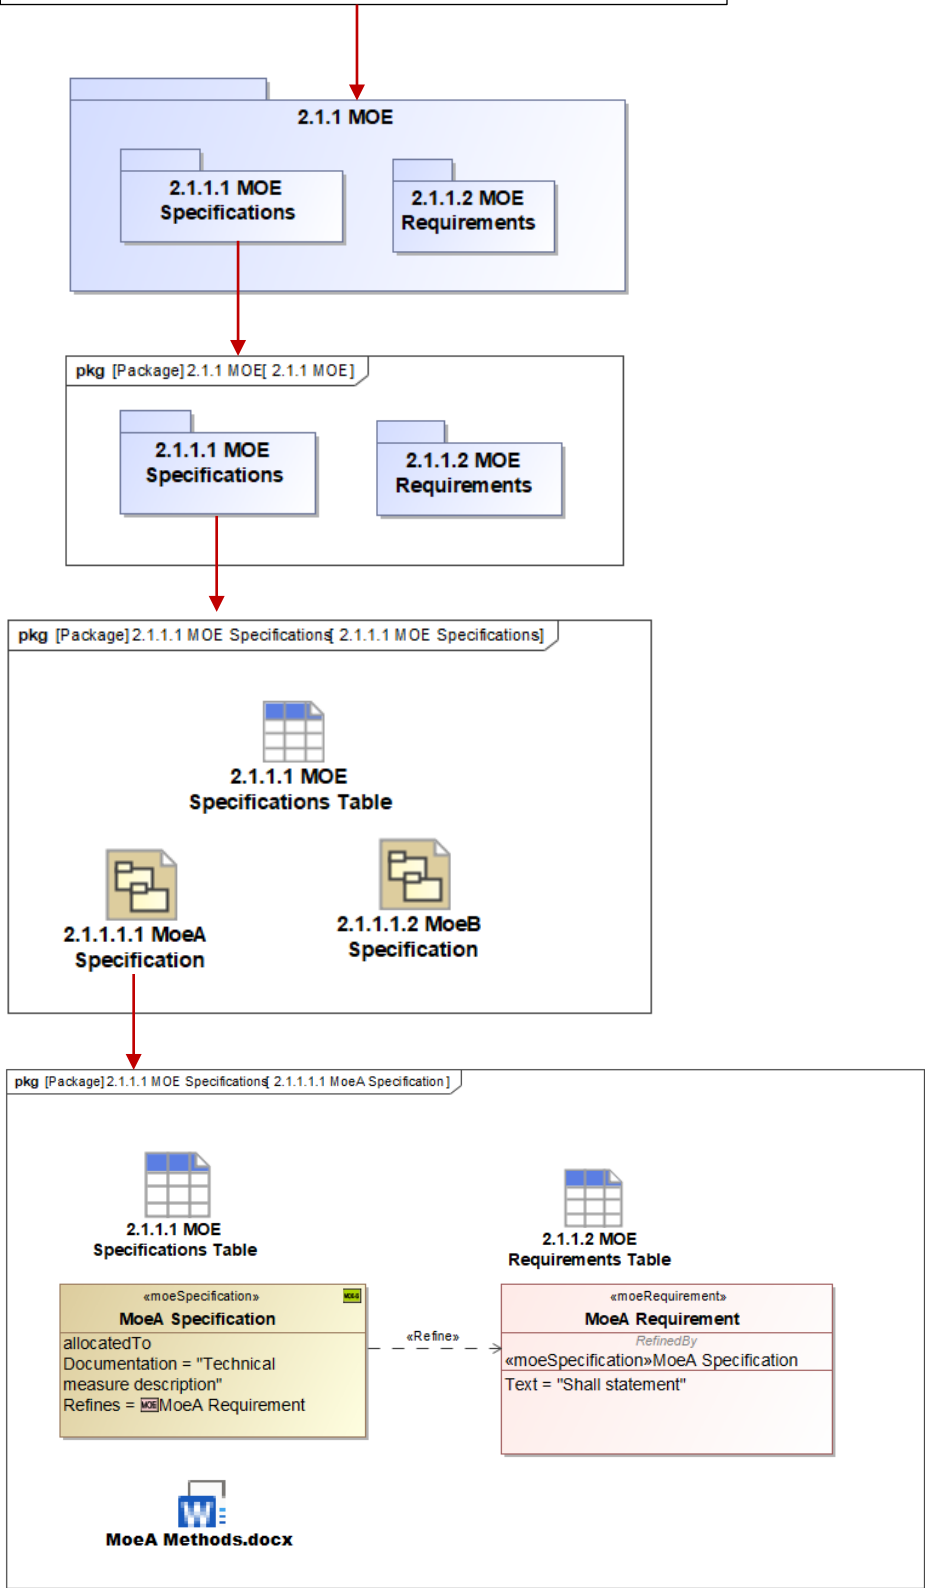 2.1.1 MOE
2.1.1.1 MOE
Specifications
2.1.1.2 MOE
Requirements
pkg [Package] 2.1.1 MOE[ 2.1.1 MOE ]
2.1.1.1 MOE
Specifications
2.1.1.2 MOE
Requirements
pkg [Package] 2.1.1.1 MOE Specifications[ 2.1.1.1 MOE Specifications]
2.1.1.1 MOE
Specifications Table
2.1.1.1.1 MoeA
Specification
2.1.1.1.2 MoeB
Specification
pkg [Package] 2.1.1.1 MOE Specifications[ 2.1.1.1.1 MoeA Specification ]
2.1.1.1 MOE
Specifications Table
2.1.1.2 MOE
Requirements Table
«moeSpecification»
MOE-S
MoeA Specification
allocatedTo
Documentation = "Technical
measure description"
Refines = MOE MoeA Requirement
«Refine»
«moeRequirement»
MoeA Requirement
RefinedBy
«moeSpecification»MoeA Specification
Text = "Shall statement"
W
MoeA Methods.docx